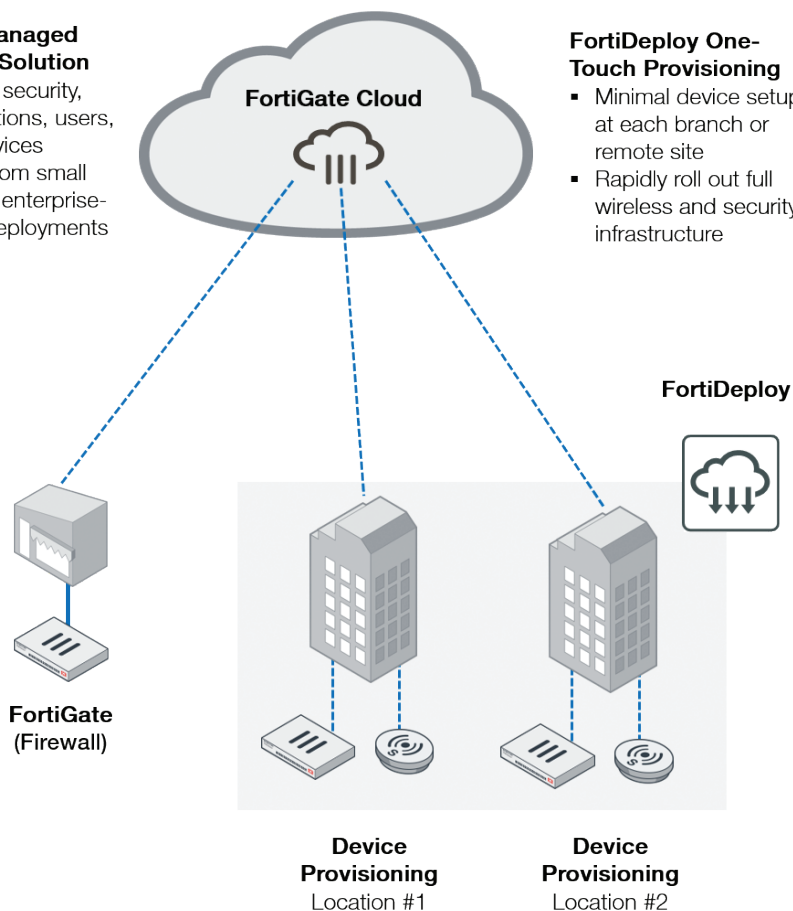 anaged
Solution
security,
tions, users,
vices
om small
enterprise-
eployments
FortiGate Cloud
FortiDeploy One-
Touch Provisioning
▪ Minimal device setup
at each branch or
remote site
▪ Rapidly roll out full
wireless and security
infrastructure
FortiDeploy
FortiGate
(Firewall)
S
S
Device
Provisioning
Location #1
Device
Provisioning
Location #2